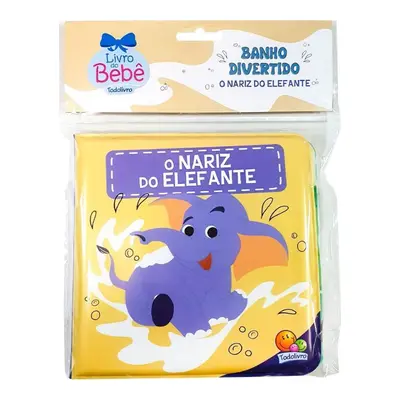 Livro
do
Bebê
Todolivro
BANHO
DIVERTIDO
O NARIZ DO ELEFANTE
O NARIZ
DO ELEFANTE
Todolivro